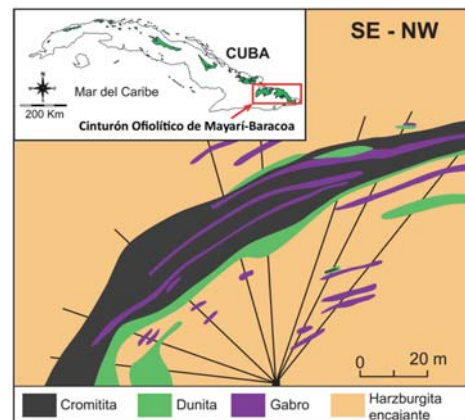 CUBA
SE - NW
Mar del Caribe
200 Km
Cinturón Ofiolítico de Mayarí-Baracoa
0 20 m
Cromitita
Dunita
Gabro
Harzburgita
encajante